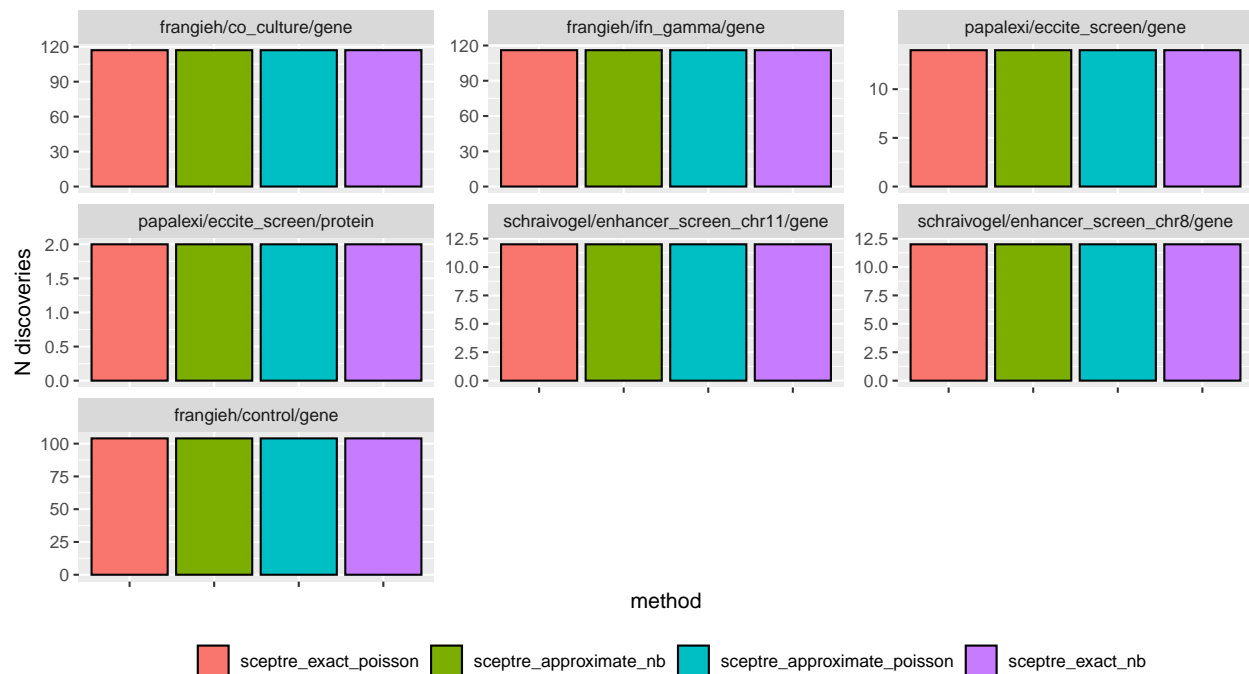 frangieh/co_culture/gene
frangieh/ifn_gamma/gene
papalexi/eccite_screen/gene
120
90
60
30
0
120
90
60
30
0
10
5
0
papalexi/eccite_screen/protein
schraivogel/enhancer_screen_chr11/gene
schraivogel/enhancer_screen_chr8/gene
2.0
1.5
1.0
0.5
0.0
12.5
10.0
7.5
5.0
2.5
0.0
12.5
10.0
7.5
5.0
2.5
0.0
N discoveries
frangieh/control/gene
100
75
50
25
0
method
sceptre_exact_poisson
sceptre_approximate_nb
sceptre_approximate_poisson
sceptre_exact_nb